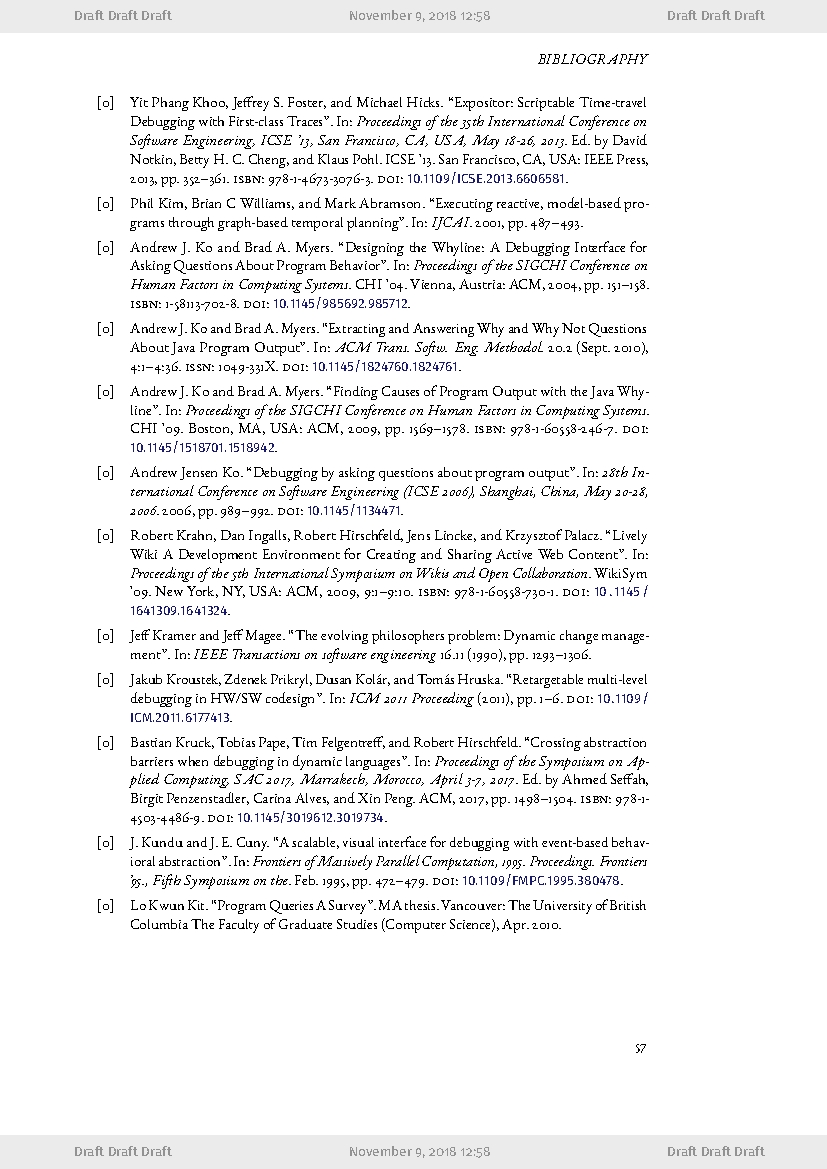 Draft Draft Draft November 9, 2018 12:58 Draft Draft Draft
BIBLIOGRAPHY
[0] Yit Phang Khoo, Jeffrey S. Foster, and Michael Hicks. “Expositor: Scriptable Time-travel
Debugging with First-class Traces”. In: Proceedings of the 35th International Conference on
Software Engineering, ICSE ’13, San Francisco, CA, USA, May 18-26, 2013. Ed. by David
Notkin, Betty H. C. Cheng, and Klaus Pohl. ICSE ’13. San Francisco, CA, USA: IEEE Press,
2013, pp. 352–361. ISBN: 978-1-4673-3076-3. DOI: 10.1109/ICSE.2013.6606581.
[0] Phil Kim, Brian C Williams, and Mark Abramson. “Executing reactive, model-based pro-
grams through graph-based temporal planning”. In: IJCAI. 2001, pp. 487–493.
[0] Andrew J. Ko and Brad A. Myers. “Designing the Whyline: A Debugging Interface for
Asking Questions About Program Behavior”. In: Proceedings of the SIGCHI Conference on
Human Factors in Computing Systems. CHI ’04. Vienna, Austria: ACM, 2004, pp. 151–158.
ISBN: 1-58113-702-8. DOI: 10.1145/985692.985712.
[0] Andrew J. Ko and Brad A. Myers. “Extracting and Answering Why and Why Not Questions
About Java Program Output”. In: ACM Trans. Softw. Eng. Methodol. 20.2 (Sept. 2010),
4:1–4:36. ISSN: 1049-331X. DOI: 10.1145/1824760.1824761.
[0] Andrew J. Ko and Brad A. Myers. “Finding Causes of Program Output with the Java Why-
line”. In: Proceedings of the SIGCHI Conference on Human Factors in Computing Systems.
CHI ’09. Boston, MA, USA: ACM, 2009, pp. 1569–1578. ISBN: 978-1-60558-246-7. DOI:
10.1145/1518701.1518942.
[0] Andrew Jensen Ko. “Debugging by asking questions about program output”. In: 28th In-
ternational Conference on Software Engineering (ICSE 2006), Shanghai, China, May 20-28,
2006. 2006, pp. 989–992. DOI: 10.1145/1134471.
[0] Robert Krahn, Dan Ingalls, Robert Hirschfeld, Jens Lincke, and Krzysztof Palacz. “Lively
Wiki A Development Environment for Creating and Sharing Active Web Content”. In:
Proceedings of the 5th International Symposium on Wikis and Open Collaboration. WikiSym
’09. New York, NY, USA: ACM, 2009, 9:1–9:10. ISBN: 978-1-60558-730-1. DOI: 10.1145/
1641309.1641324.
[0] Jeff Kramer and Jeff Magee. “The evolving philosophers problem: Dynamic change manage-
ment”. In: IEEE Transactions on software engineering 16.11 (1990), pp. 1293–1306.
[0] Jakub Kroustek, Zdenek Prikryl, Dusan Kolár, and Tomás Hruska. “Retargetable multi-level
debugging in HW/SW codesign”. In: ICM 2011 Proceeding (2011), pp. 1–6. DOI: 10.1109/
ICM.2011.6177413.
[0] Bastian Kruck, Tobias Pape, Tim Felgentreff, and Robert Hirschfeld. “Crossing abstraction
barriers when debugging in dynamic languages”. In: Proceedings of the Symposium on Ap-
plied Computing, SAC 2017, Marrakech, Morocco, April 3-7, 2017. Ed. by Ahmed Seffah,
Birgit Penzenstadler, Carina Alves, and Xin Peng. ACM, 2017, pp. 1498–1504. ISBN: 978-1-
4503-4486-9. DOI: 10.1145/3019612.3019734.
[0] J. Kundu and J. E. Cuny. “A scalable, visual interface for debugging with event-based behav-
ioral abstraction”. In: Frontiers of Massively Parallel Computation, 1995. Proceedings. Frontiers
’95., Fifth Symposium on the. Feb. 1995, pp. 472–479. DOI: 10.1109/FMPC.1995.380478.
[0] Lo Kwun Kit. “Program Queries A Survey”. MA thesis. Vancouver: The University of British
Columbia The Faculty of Graduate Studies (Computer Science), Apr. 2010.
57
Draft Draft Draft November 9, 2018 12:58 Draft Draft Draft